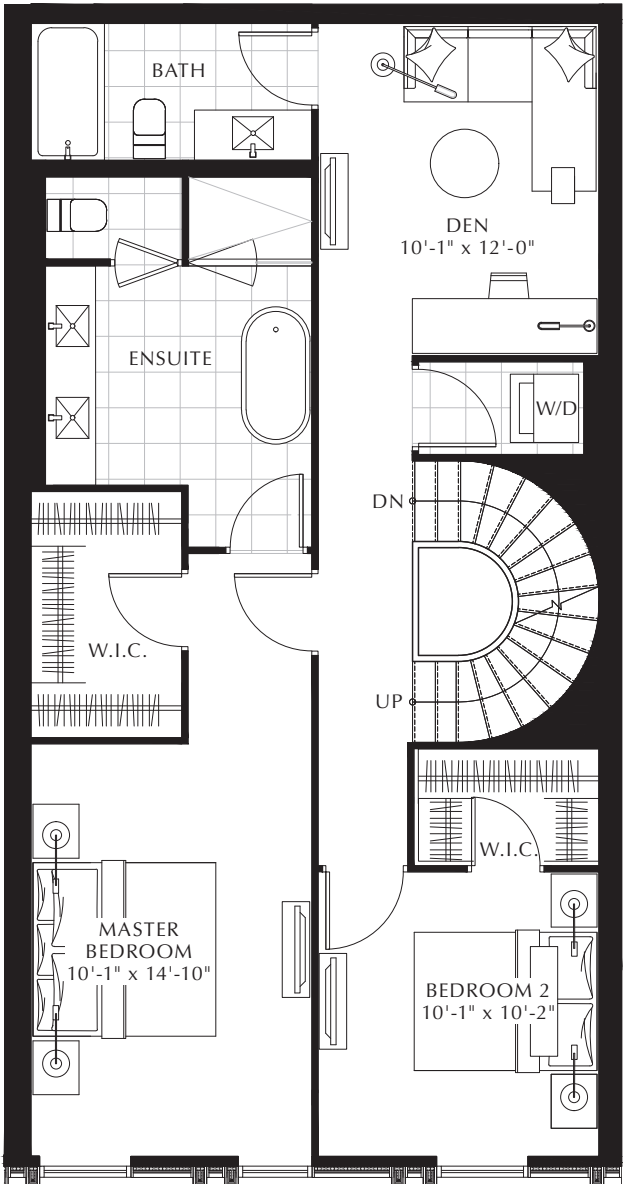 BATH
DEN
10'-1" x 12'-0"
ENSUITE
W/D
DN
W.I.C.
UP
W.I.C.
MASTER
BEDROOM
10'-1" x 14'-10"
BEDROOM 2
10'-1" x 10'-2"